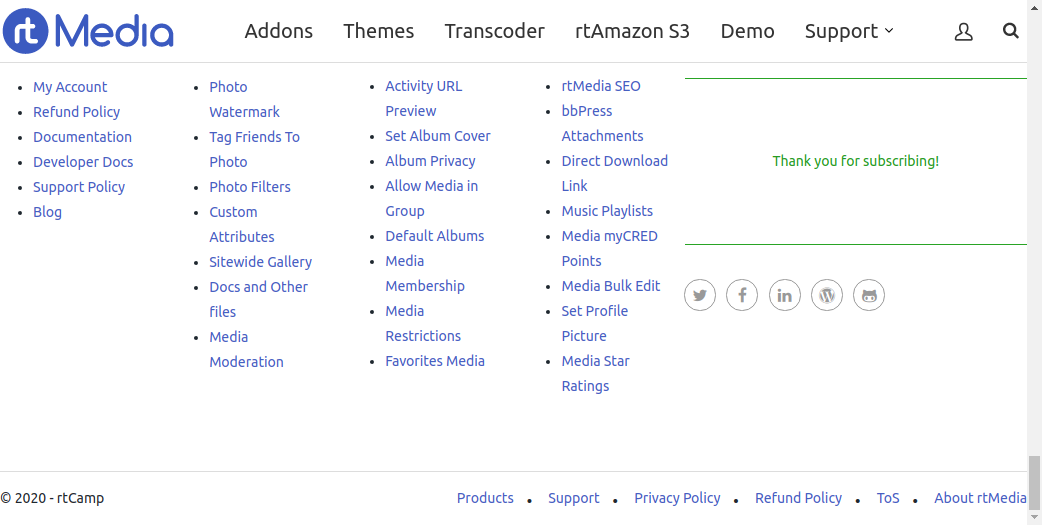 rt Media
Addons
Themes
Transcoder
rtAmazon S3
Demo
Support
My Account
Refund Policy
Documentation
Developer Docs
Support Policy
Blog
Photo
Watermark
Tag Friends To
Photo
Photo Filters
Custom
Attributes
Sitewide Gallery
Docs and Other
files
Media
Moderation
Activity URL
Preview
Set Album Cover
Album Privacy
Allow Media in
Group
Default Albums
Media
Membership
Media
Restrictions
Favorites Media
rtMedia SEO
bbPress
Attachments
Direct Download
Link
Music Playlists
Media myCRED
Points
Media Bulk Edit
Set Profile
Picture
Media Star
Ratings
Thank you for subscribing!
© 2020 - rtCamp
Products
Support
Privacy Policy
Refund Policy
ToS
About rtMedia